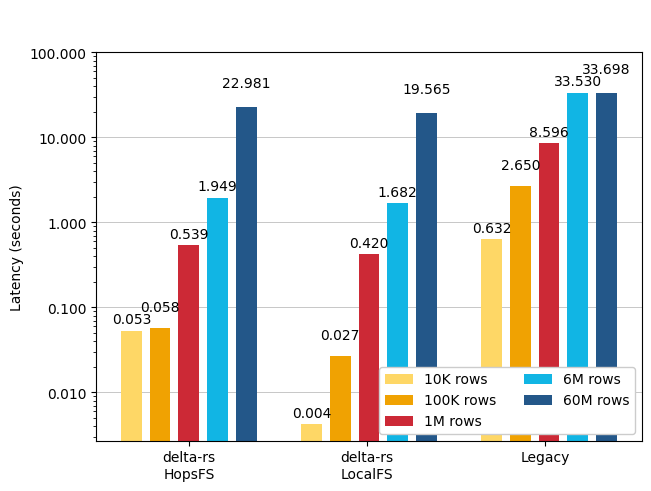 100.000
10.000
1.000
0.100
0.010
Latency (seconds)
0.053
0.058
0.539
1.949
22.981
0.004
0.027
0.420
1.682
19.565
0.632
2.650
8.596
33.530
33.698
10K rows
100K rows
1M rows
6M rows
60M rows
delta-rs
HopsFS
delta-rs
LocalFS
Legacy